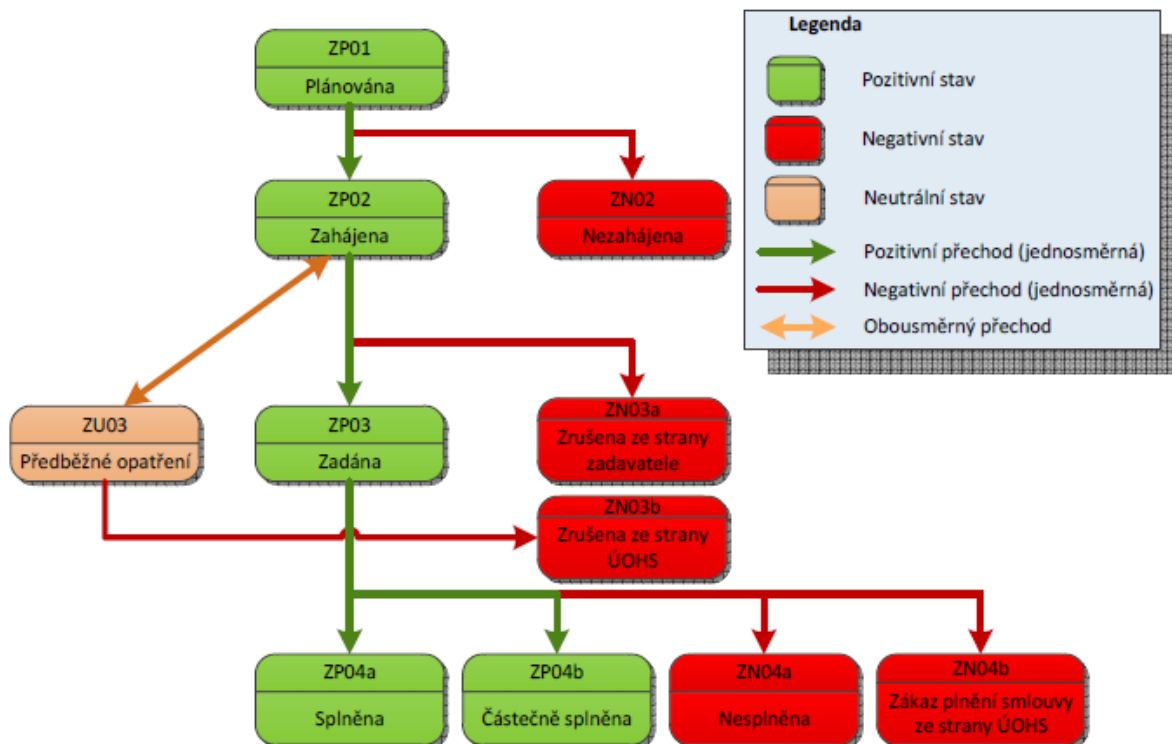 Legenda
Pozitivní stav
Negativní stav
Neutrální stav
Pozitivní přechod (jednosměrná)
Negativní přechod (jednosměrná)
Obousměrný přechod
ZP01
Plánována
ZP02
Zahájena
ZN02
Nezahájena
ZU03
Předběžné opatření
ZP03
Zadána
ZN03a
Zrušena ze strany
zadavatele
ZN03b
Zrušena ze strany
ÚOHS
ZP04a
Splněna
ZP04b
Částečně splněna
ZN04a
Nesplněna
ZN04b
Zákaz plnění smlouvy
ze strany ÚOHS